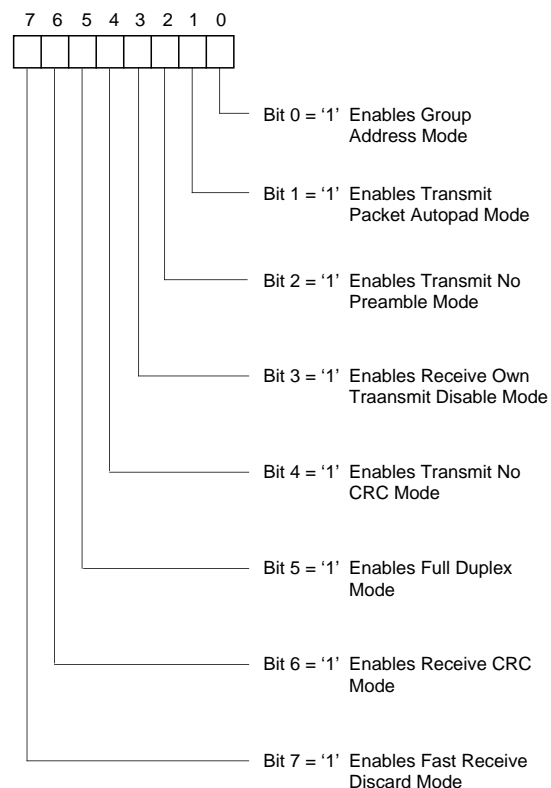 7 6 5 4 3 2 1 0
Bit 0 = ‘1’ Enables Group
Address Mode
Bit 1 = ‘1’ Enables Transmit
Packet Autopad Mode
Bit 2 = ‘1’ Enables Transmit No
Preamble Mode
Bit 3 = ‘1’ Enables Receive Own
Traansmit Disable Mode
Bit 4 = ‘1’ Enables Transmit No
CRC Mode
Bit 5 = ‘1’ Enables Full Duplex
Mode
Bit 6 = ‘1’ Enables Receive CRC
Mode
Bit 7 = ‘1’ Enables Fast Receive
Discard Mode